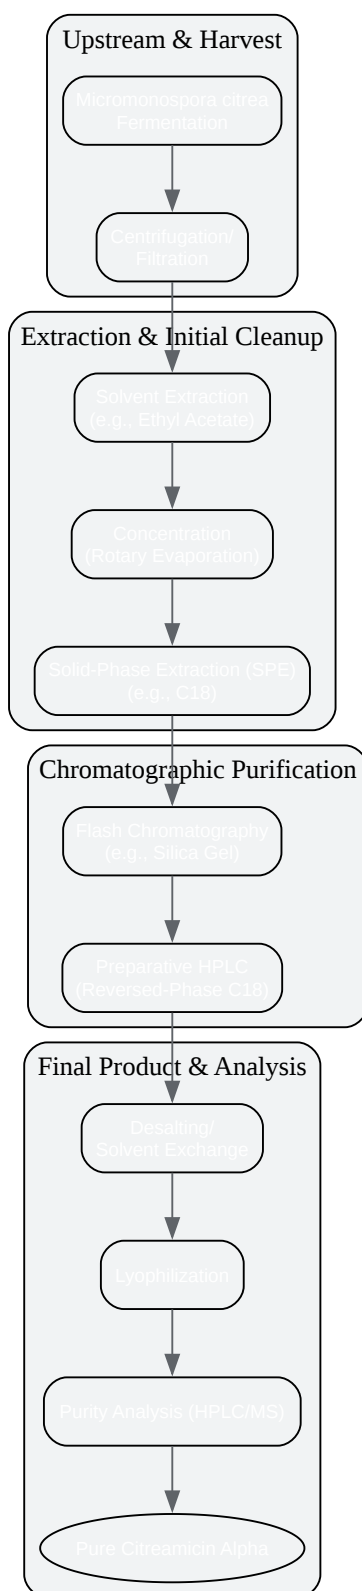 Upstream & Harvest
Micromonospora citrea
Fermentation
Centrifugation/
Filtration
Extraction & Initial Cleanup
Solvent Extraction
(e.g., Ethyl Acetate)
Concentration
(Rotary Evaporation)
Solid-Phase Extraction (SPE)
(e.g., C18)
Chromatographic Purification
Flash Chromatography
(e.g., Silica Gel)
Preparative HPLC
(Reversed-Phase C18)
Final Product & Analysis
Desalting/
Solvent Exchange
Lyophilization
Purity Analysis (HPLC/MS)
Pure Citreamicin Alpha